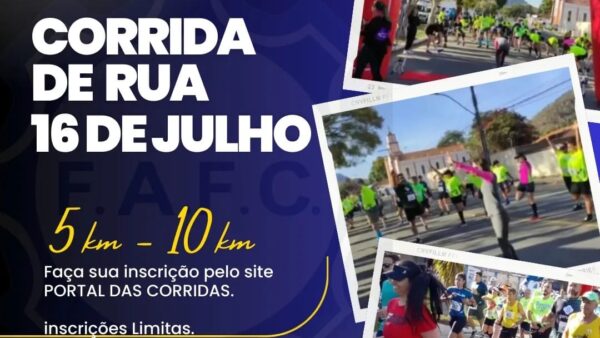 CORRIDA
DE RUA
16 DE JULHO
F.A.F.C.
5 km - 10 km
Faça sua inscrição pelo site
PORTAL DAS CORRIDAS.
inscrições Limitas.